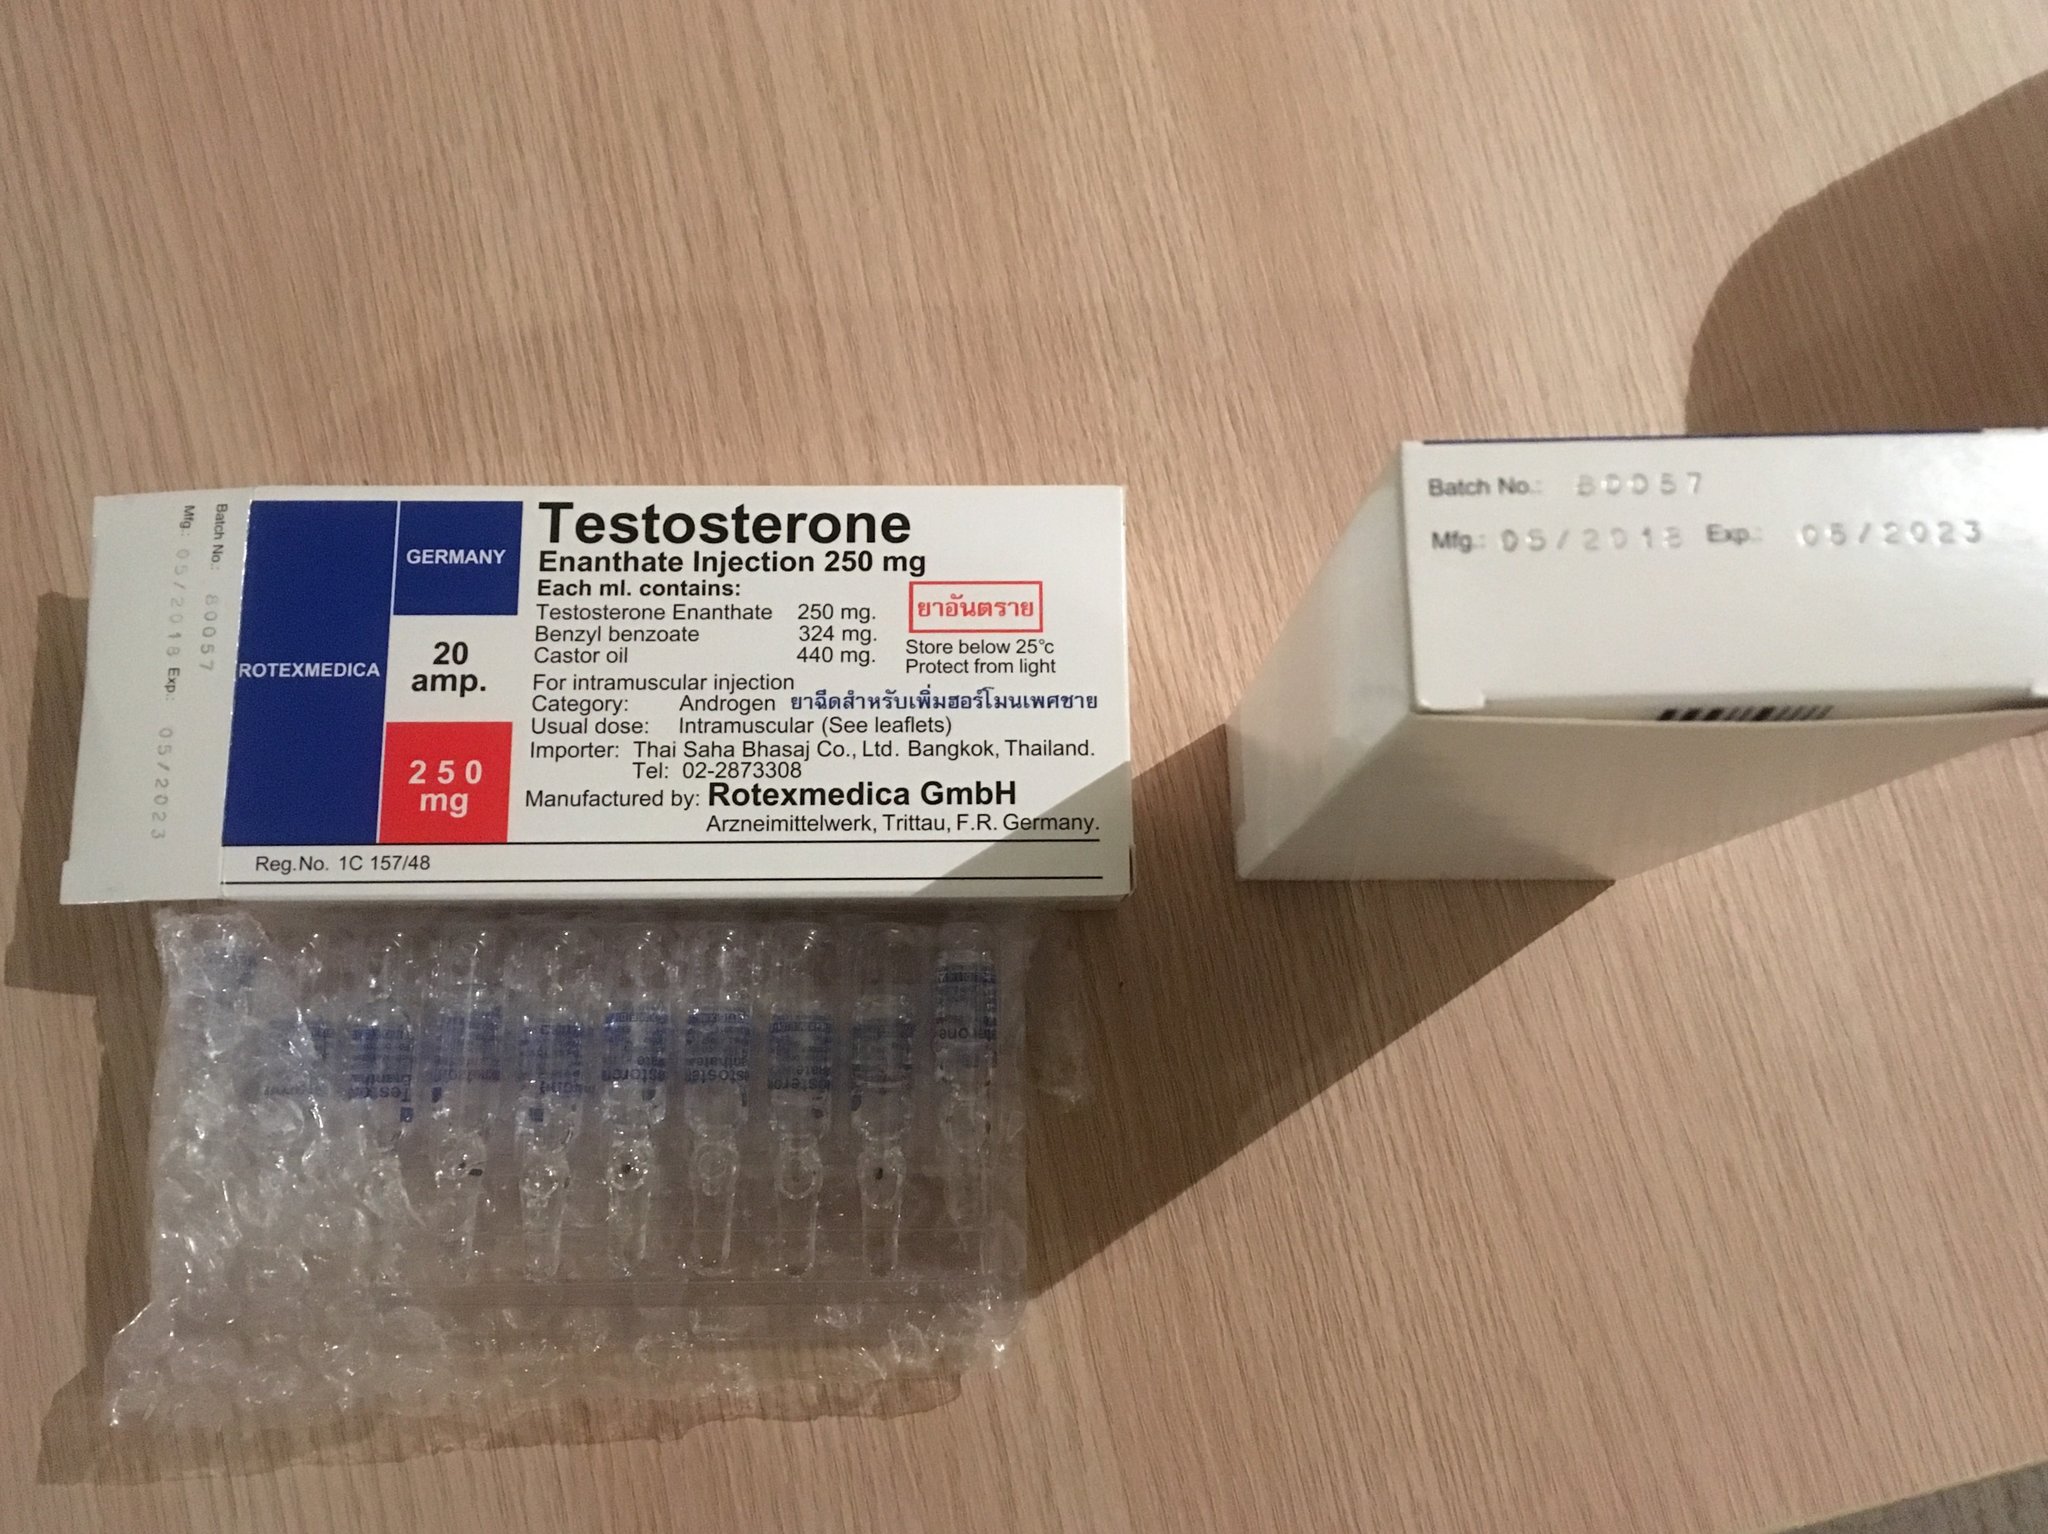 Testosterone
Enanthate Injection 250 mg
Each ml. contains:
Testosterone Enanthate 250 mg.
Benzyl benzoate 324 mg.
Castor oil 440 mg.
ยาอันตราย
Store below 25°c
Protect from light
For intramuscular injection
Category: Androgen ยาฉีดสำหรับเพิ่มฮอร์โมนเพศชาย
Usual dose: Intramuscular (See leaflets)
Importer: Thai Saha Bhasaj Co., Ltd. Bangkok, Thailand.
Tel: 02-2873308
Manufactured by: Rotexmedica GmbH
Arzneimittelwerk, Trittau, F.R. Germany.
GERMANY
ROTEXMEDICA
20
amp.
250
mg
Reg.No. 1C 157/48
Batch No.: 80057
Mfg.: 05/2018 Exp.: 05/2023
Batch No.: 80057
Mfg.: 05/2018 Exp.: 05/2023